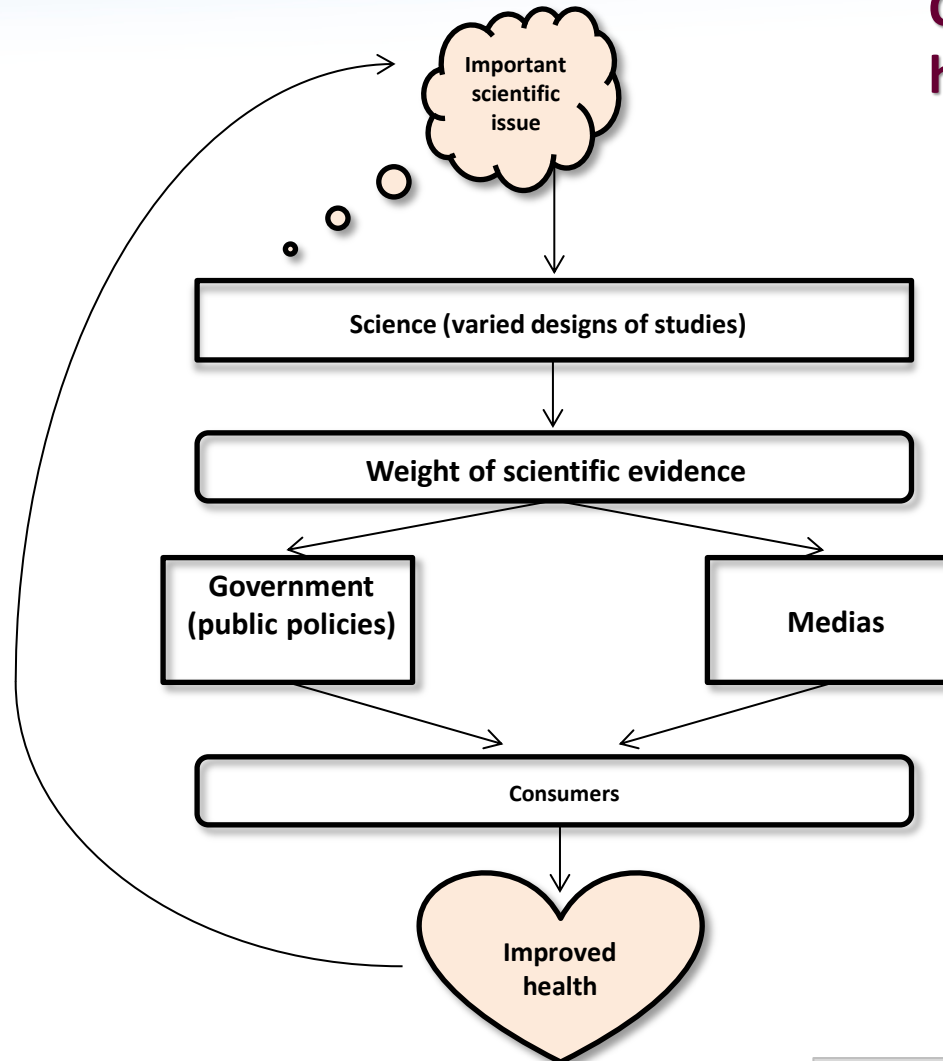 Important
scientific
issue
Science (varied designs of studies)
Weight of scientific evidence
Government
(public policies)
Medias
Consumers
Improved
health